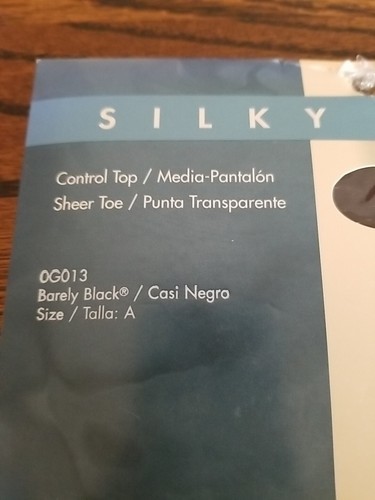 SILKY
Control Top / Media-Pantalón
Sheer Toe / Punta Transparente
0G013
Barely Black® / Casi Negro
Size / Talla: A